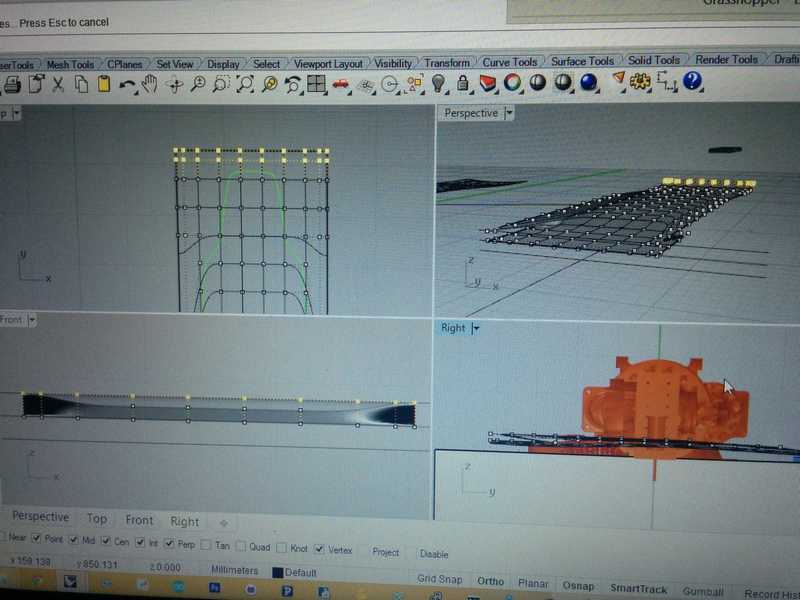 es... Press Esc to cancel
Grasshopper
serTools Mesh Tools CPlanes Set View Display Select Viewport Layout Visibility Transform Curve Tools Surface Tools Solid Tools Render Tools Drafti
p
Perspective
y
x
z
y
x
Front
Right
z
x
z
y
Perspective Top Front Right
Near Point Mid Cen Int Perp Tan Quad Knot Vertex Project Disable
x 159.138 y 850.131 z 0.000 Millimeters Default Grid Snap Ortho Planar Osnap SmartTrack Gumball Record Hist